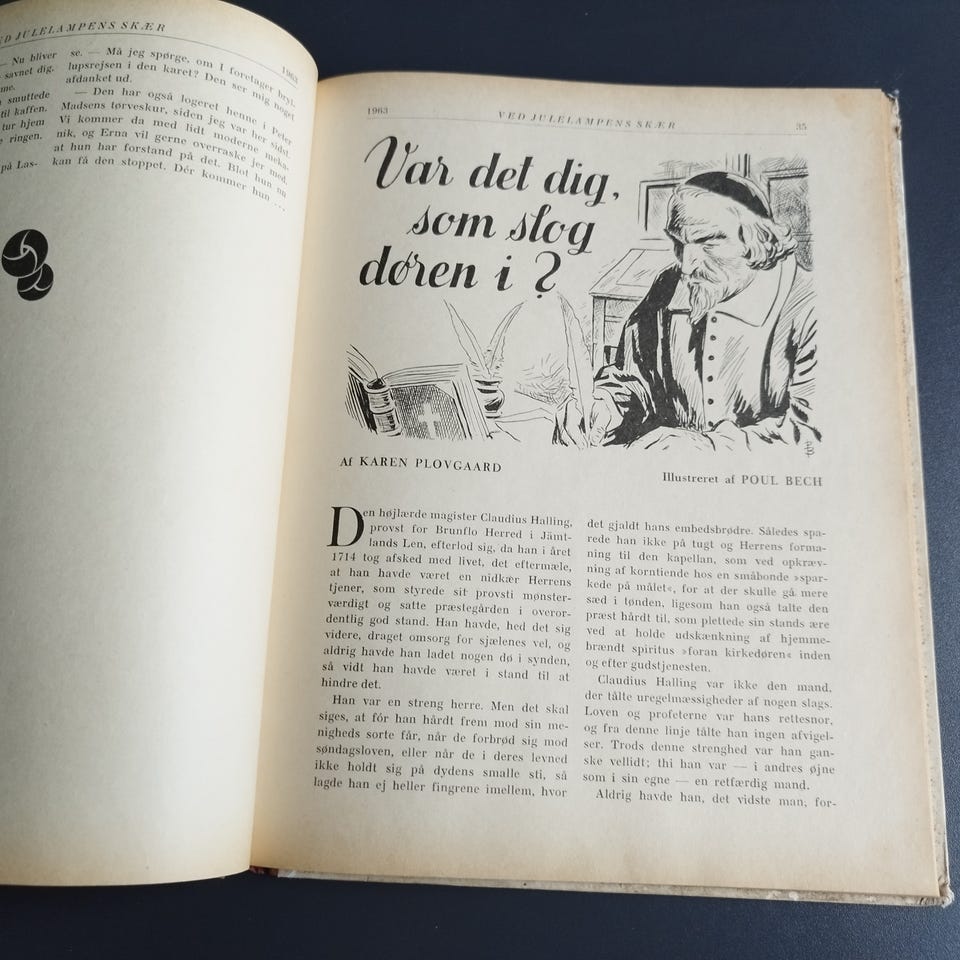 VED JULELAMPENS SKÆR
1963
— Nu bliver
savnet dig.
me.
smuttede
til kaffen.
tur hjem
ringen.
på Las-
se. — Må jeg spørge, om I foretager bryl-
lupsrejsen i den karet? Den ser mig noget
afdanket ud.
— Den har også logeret henne i Peter
Madsens tørveskur, siden jeg var her sidst.
Vi kommer da med lidt moderne meka-
nik, og Erna vil gerne overraske jer med,
at hun har forstand på det. Blot hun nu
kan få den stoppet. Dér kommer hun ...
1963
VED JULELAMPENS SKÆR
35
Var det dig,
som slog
døren i?
PB
Af KAREN PLOVGAARD
Illustreret af POUL BECH
Den højlærde magister Claudius Halling,
provst for Brunflo Herred i Jämt-
lands Len, efterlod sig, da han i året
1714 tog afsked med livet, det eftermæle,
at han havde været en nidkær Herrens
tjener, som styrede sit provsti mønster-
værdigt og satte præstegården i overor-
dentlig god stand. Han havde, hed det sig
videre, draget omsorg for sjælenes vel, og
aldrig havde han ladet nogen dø i synden,
så vidt han havde været i stand til at
hindre det.
Han var en streng herre. Men det skal
siges, at fór han hårdt frem mod sin me-
nigheds sorte får, når de forbrød sig mod
søndagsloven, eller når de i deres levned
ikke holdt sig på dydens smalle sti, så
lagde han ej heller fingrene imellem, hvor
det gjaldt hans embedsbrødre. Således spa-
rede han ikke på tugt og Herrens forma-
ning til den kapellan, som ved opkræv-
ning af korntiende hos en småbonde »spar-
kede på målet«, for at der skulle gå mere
sæd i tønden, ligesom han også talte den
præst hårdt til, som plettede sin stands ære
ved at holde udskænkning af hjemme-
brændt spiritus »foran kirkedøren« inden
og efter gudstjenesten.
Claudius Halling var ikke den mand,
der tålte uregelmæssigheder af nogen slags.
Loven og profeterne var hans rettesnor,
og fra denne linje tålte han ingen afvigel-
ser. Trods denne strenghed var han gan-
ske vellidt; thi han var — i andres øjne
som i sin egne — en retfærdig mand.
Aldrig havde han, det vidste man, for-